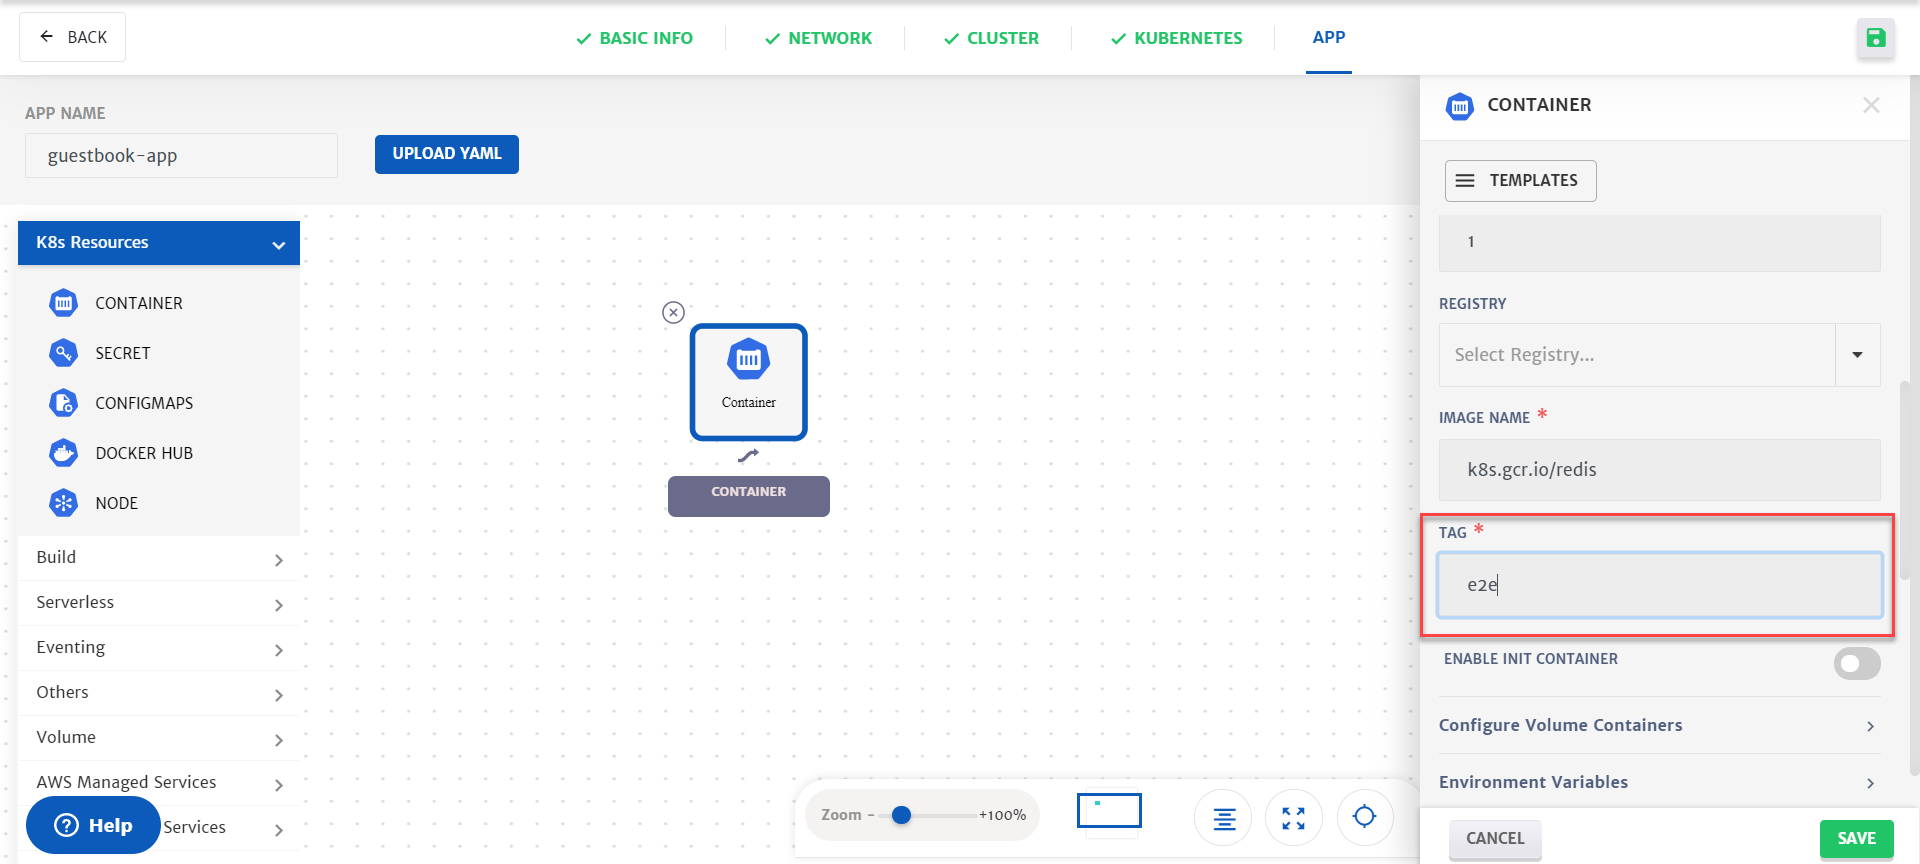 BACK
BASIC INFO
NETWORK
CLUSTER
KUBERNETES
APP
APP NAME
guestbook-app
UPLOAD YAML
K8s Resources
CONTAINER
SECRET
CONFIGMAPS
DOCKER HUB
NODE
Build
Serverless
Eventing
Others
Volume
AWS Managed Services
Services
? Help
Container
CONTAINER
Zoom - +100%
CONTAINER
TEMPLATES
1
REGISTRY
Select Registry...
IMAGE NAME *
k8s.gcr.io/redis
TAG *
e2e
ENABLE INIT CONTAINER
Configure Volume Containers
Environment Variables
CANCEL
SAVE